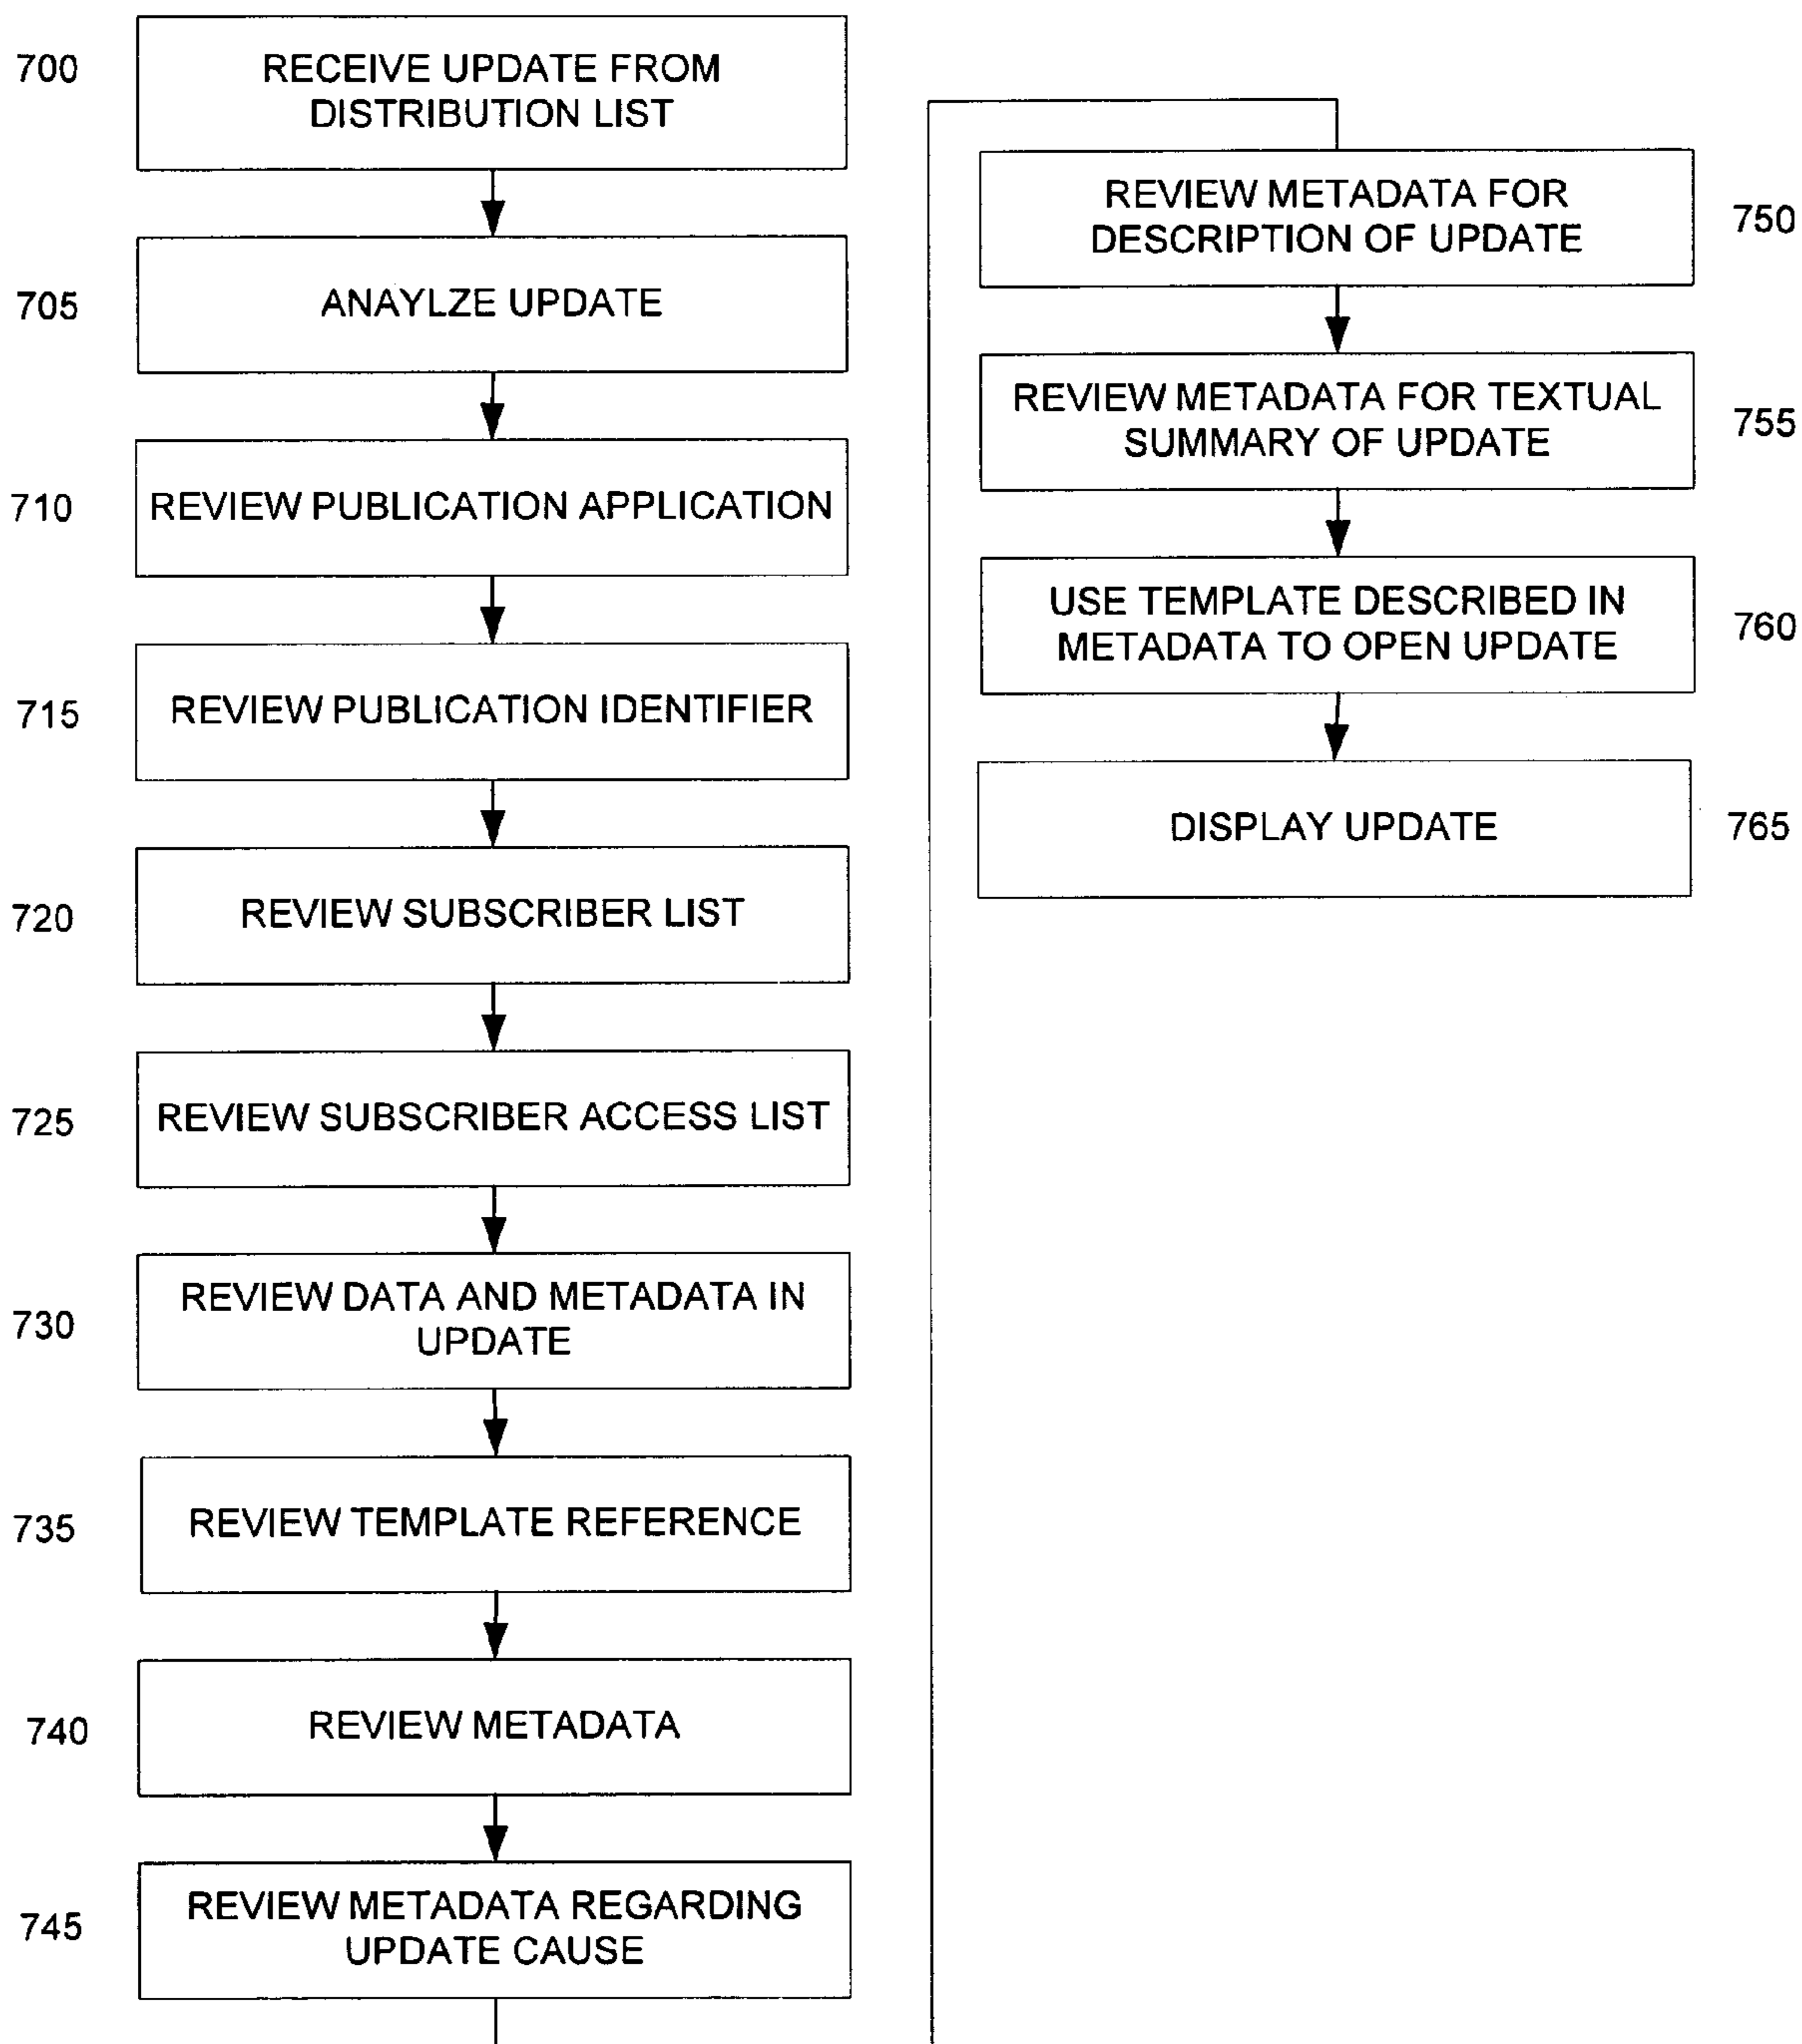 700
RECEIVE UPDATE FROM
DISTRIBUTION LIST
705
ANAYLZE UPDATE
710
REVIEW PUBLICATION APPLICATION
715
REVIEW PUBLICATION IDENTIFIER
720
REVIEW SUBSCRIBER LIST
725
REVIEW SUBSCRIBER ACCESS LIST
730
REVIEW DATA AND METADATA IN
UPDATE
735
REVIEW TEMPLATE REFERENCE
740
REVIEW METADATA
745
REVIEW METADATA REGARDING
UPDATE CAUSE
REVIEW METADATA FOR
DESCRIPTION OF UPDATE
750
REVIEW METADATA FOR TEXTUAL
SUMMARY OF UPDATE
755
USE TEMPLATE DESCRIBED IN
METADATA TO OPEN UPDATE
760
DISPLAY UPDATE
765